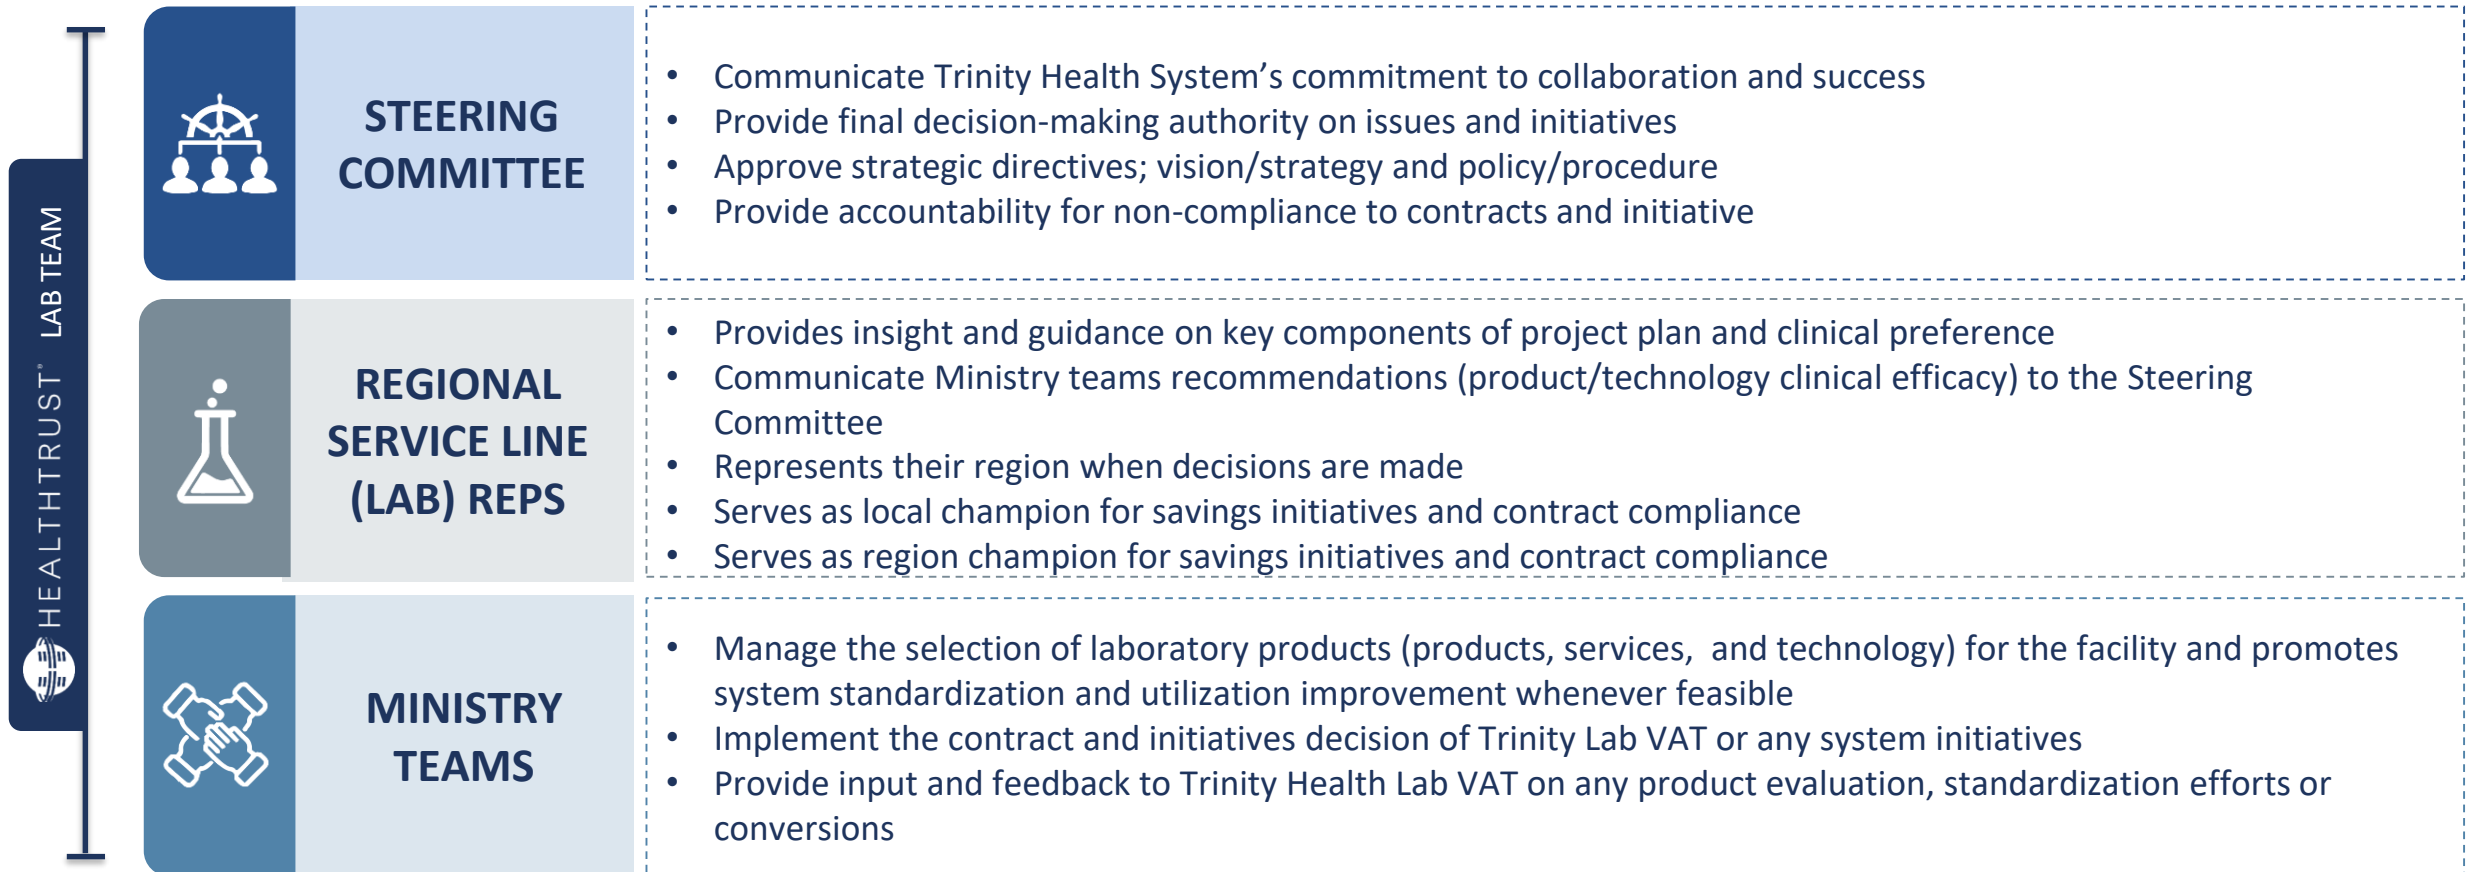 HEALTHTRUST® LAB TEAM
STEERING
COMMITTEE
• Communicate Trinity Health System’s commitment to collaboration and success
• Provide final decision-making authority on issues and initiatives
• Approve strategic directives; vision/strategy and policy/procedure
• Provide accountability for non-compliance to contracts and initiative
REGIONAL
SERVICE LINE
(LAB) REPS
• Provides insight and guidance on key components of project plan and clinical preference
• Communicate Ministry teams recommendations (product/technology clinical efficacy) to the Steering
Committee
• Represents their region when decisions are made
• Serves as local champion for savings initiatives and contract compliance
• Serves as region champion for savings initiatives and contract compliance
MINISTRY
TEAMS
• Manage the selection of laboratory products (products, services, and technology) for the facility and promotes
system standardization and utilization improvement whenever feasible
• Implement the contract and initiatives decision of Trinity Lab VAT or any system initiatives
• Provide input and feedback to Trinity Health Lab VAT on any product evaluation, standardization efforts or
conversions